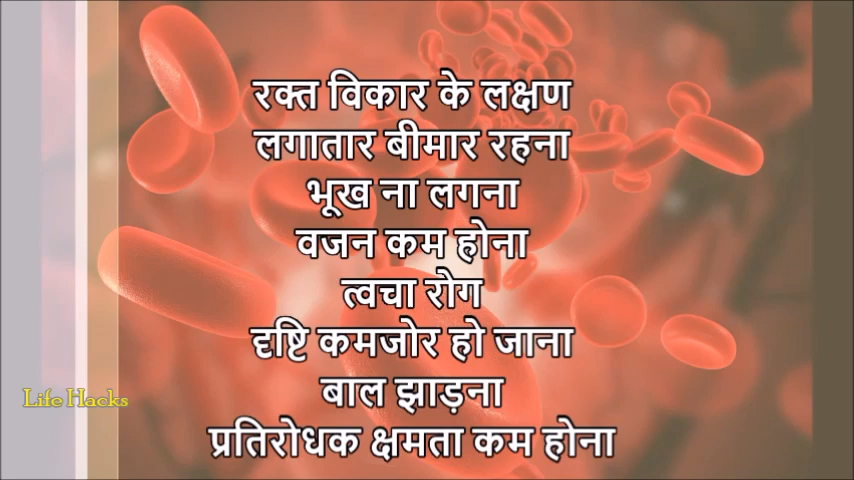 रक्त विकार के लक्षण
लगातार बीमार रहना
भूख ना लगना
वजन कम होना
त्वचा रोग
दृष्टि कमजोर हो जाना
बाल झाड़ना
Life Hacks
प्रतिरोधक क्षमता कम होना